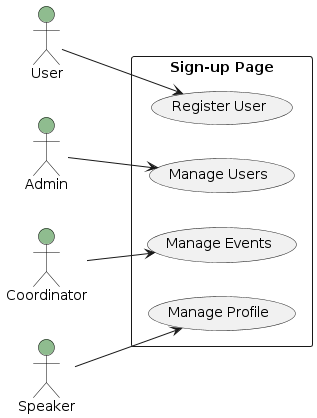 Sign-up Page
User
Register User
Admin
Manage Users
Coordinator
Manage Events
Speaker
Manage Profile